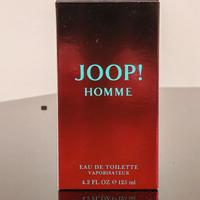 JOOP!
HOMME
EAU DE TOILETTE
VAPORISATEUR
4.2 FL OZ ℮ 125 ml